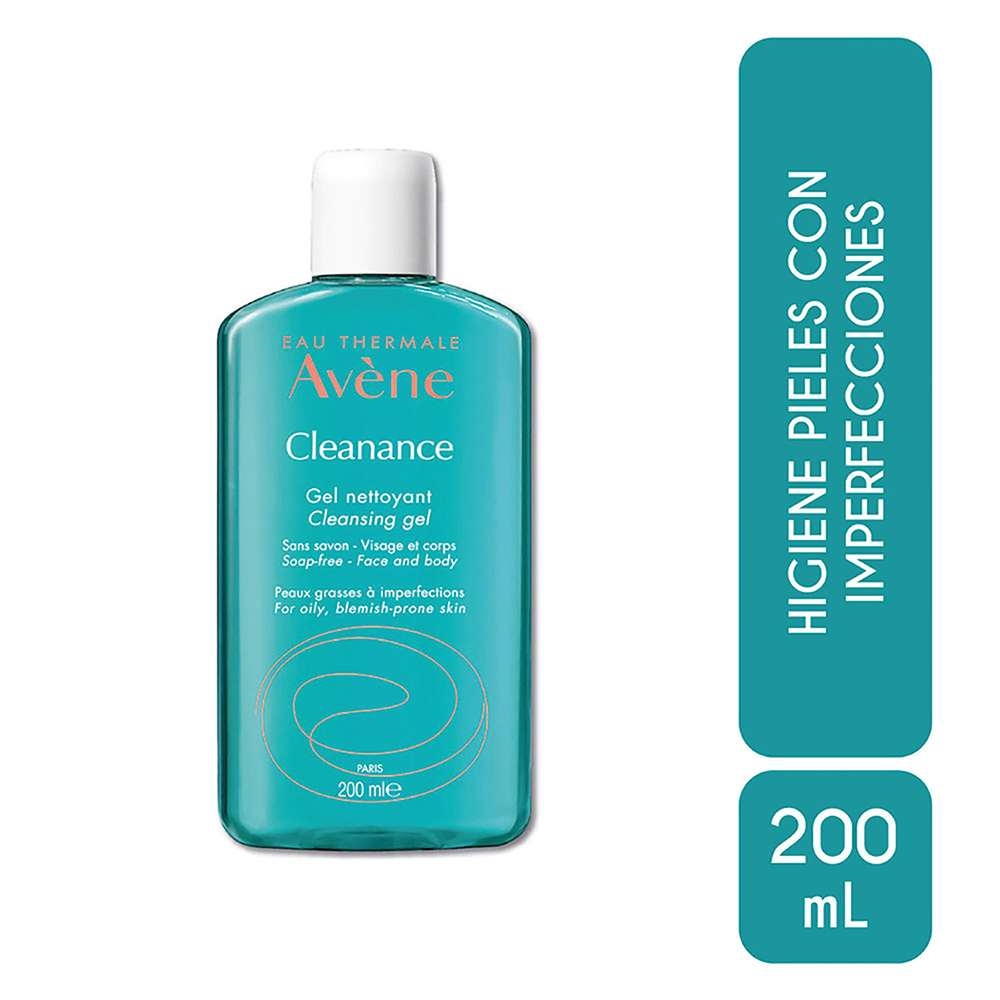 EAU THERMALE
Avène
Cleanance
Gel nettoyant
Cleansing gel
Sans savon - Visage et corps
Soap-free - Face and body
Peaux grasses à imperfections
For oily, blemish-prone skin
PARIS
200 ml℮
HIGIENE PIELES CON
IMPERFECCIONES
200
mL